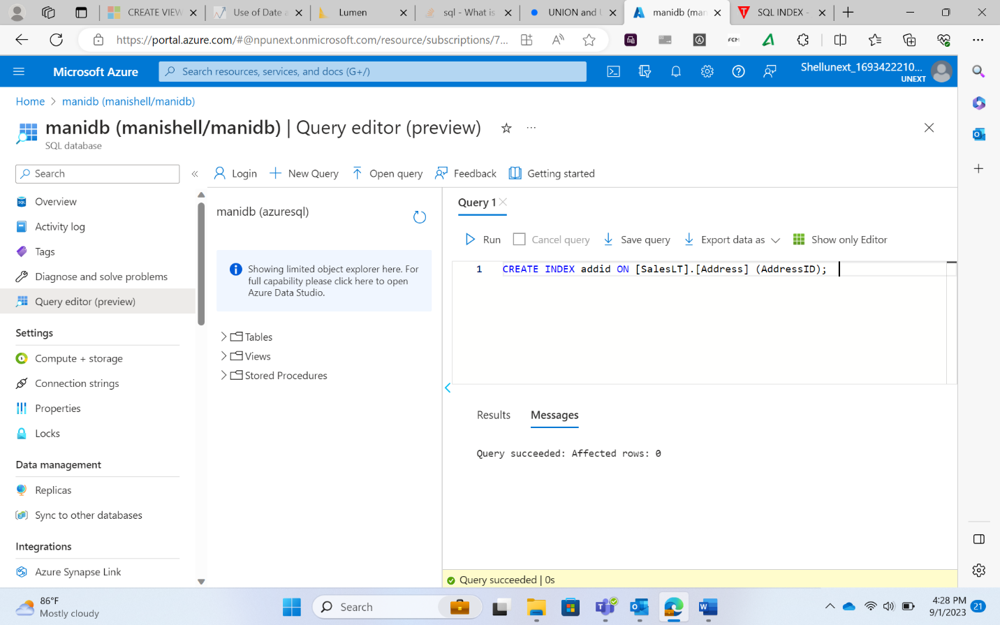 CREATE VIEW
Use of Date a
Lumen
sql - What is
UNION and U
manidb (man
SQL INDEX -
https://portal.azure.com/#@npunext.onmicrosoft.com/resource/subscriptions/7...
FCM
Microsoft Azure
Search resources, services, and docs (G+/)
Shellunext_1693422210...
UNEXT
Home > manidb (manishell/manidb)
manidb (manishell/manidb) | Query editor (preview)
SQL database
Search
Login
New Query
Open query
Feedback
Getting started
Overview
Activity log
Tags
Diagnose and solve problems
Query editor (preview)
Settings
Compute + storage
Connection strings
Properties
Locks
Data management
Replicas
Sync to other databases
Integrations
Azure Synapse Link
manidb (azuresql)
Showing limited object explorer here. For
full capability please click here to open
Azure Data Studio.
Tables
Views
Stored Procedures
Query 1
Run
Cancel query
Save query
Export data as
Show only Editor
1 CREATE INDEX addid ON [SalesLT].[Address] (AddressID);
Results
Messages
Query succeeded: Affected rows: 0
Query succeeded | 0s
86°F
Mostly cloudy
Search
4:28 PM
9/1/2023
21